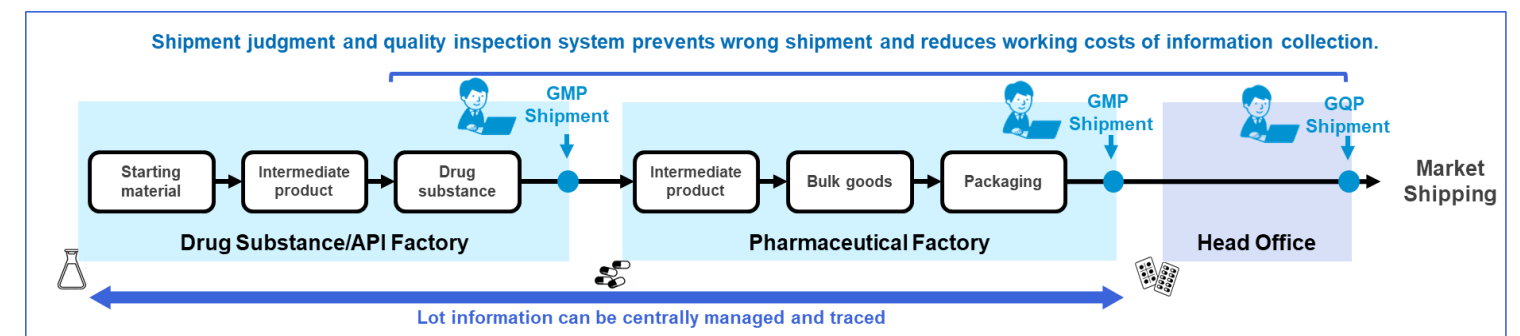 Shipment judgment and quality inspection system prevents wrong shipment and reduces working costs of information collection.
GMP
Shipment
GMP
Shipment
GQP
Shipment
Starting
material
Intermediate
product
Drug
substance
Intermediate
product
Bulk goods
Packaging
Market
Shipping
Drug Substance/API Factory
Pharmaceutical Factory
Head Office
Lot information can be centrally managed and traced